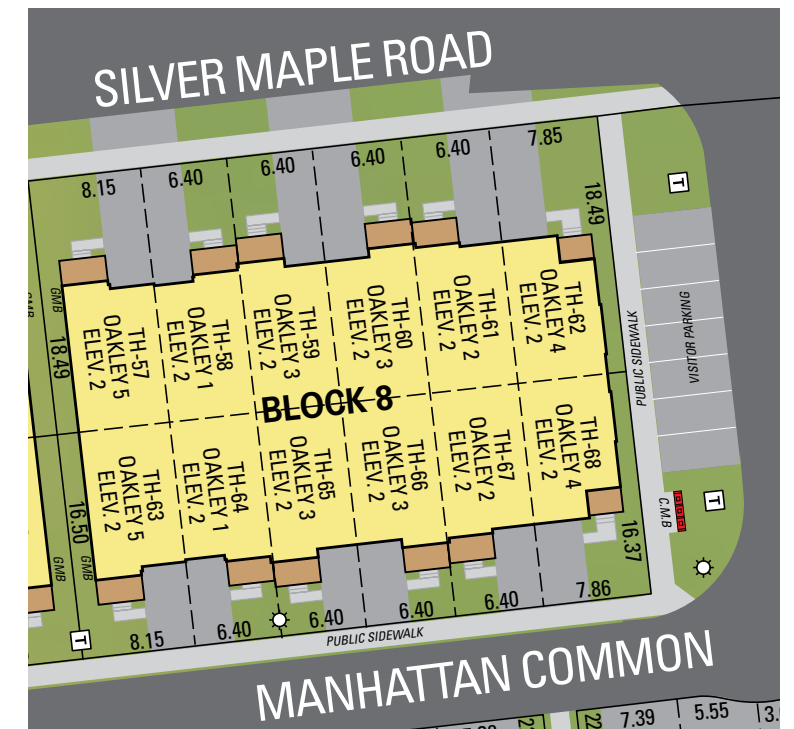 SILVER MAPLE ROAD
8.15
6.40
6.40
6.40
6.40
7.85
T
18.49
GMB
GMB
18.49
TH-57
OAKLEY 5
ELEV. 2
TH-58
OAKLEY 1
ELEV. 2
TH-59
OAKLEY 3
ELEV. 2
TH-60
OAKLEY 3
ELEV. 2
TH-61
OAKLEY 2
ELEV. 2
TH-62
OAKLEY 4
ELEV. 2
PUBLIC SIDEWALK
VISITOR PARKING
BLOCK 8
TH-63
OAKLEY 5
ELEV. 2
TH-64
OAKLEY 1
ELEV. 2
TH-65
OAKLEY 3
ELEV. 2
TH-66
OAKLEY 3
ELEV. 2
TH-67
OAKLEY 2
ELEV. 2
TH-68
OAKLEY 4
ELEV. 2
16.50
GMB
GMB
C.M.B
T
16.37
T
8.15
6.40
6.40
6.40
6.40
7.86
PUBLIC SIDEWALK
MANHATTAN COMMON
22
7.39
5.55